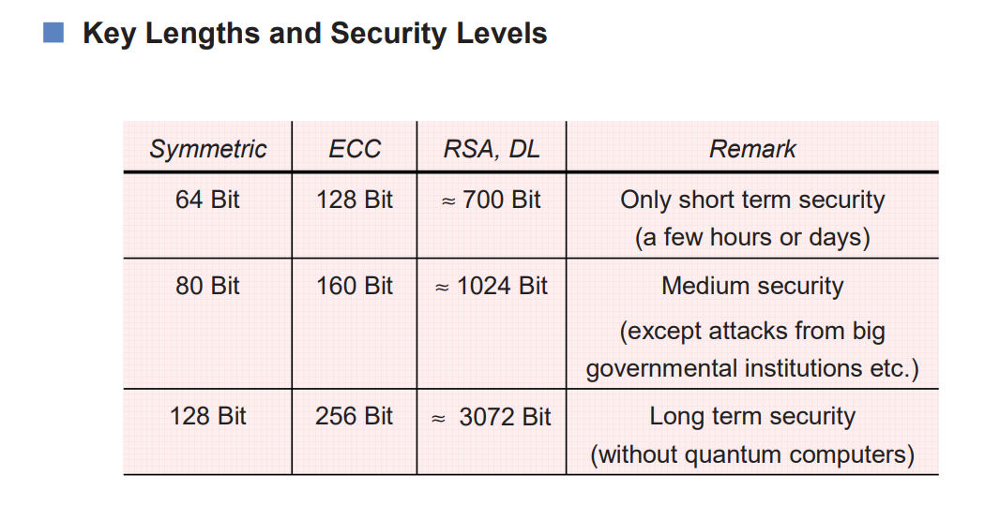 Key Lengths and Security Levels
Symmetric ECC RSA, DL Remark
64 Bit 128 Bit ≈ 700 Bit Only short term security
(a few hours or days)
80 Bit 160 Bit ≈ 1024 Bit Medium security
(except attacks from big
governmental institutions etc.)
128 Bit 256 Bit ≈ 3072 Bit Long term security
(without quantum computers)